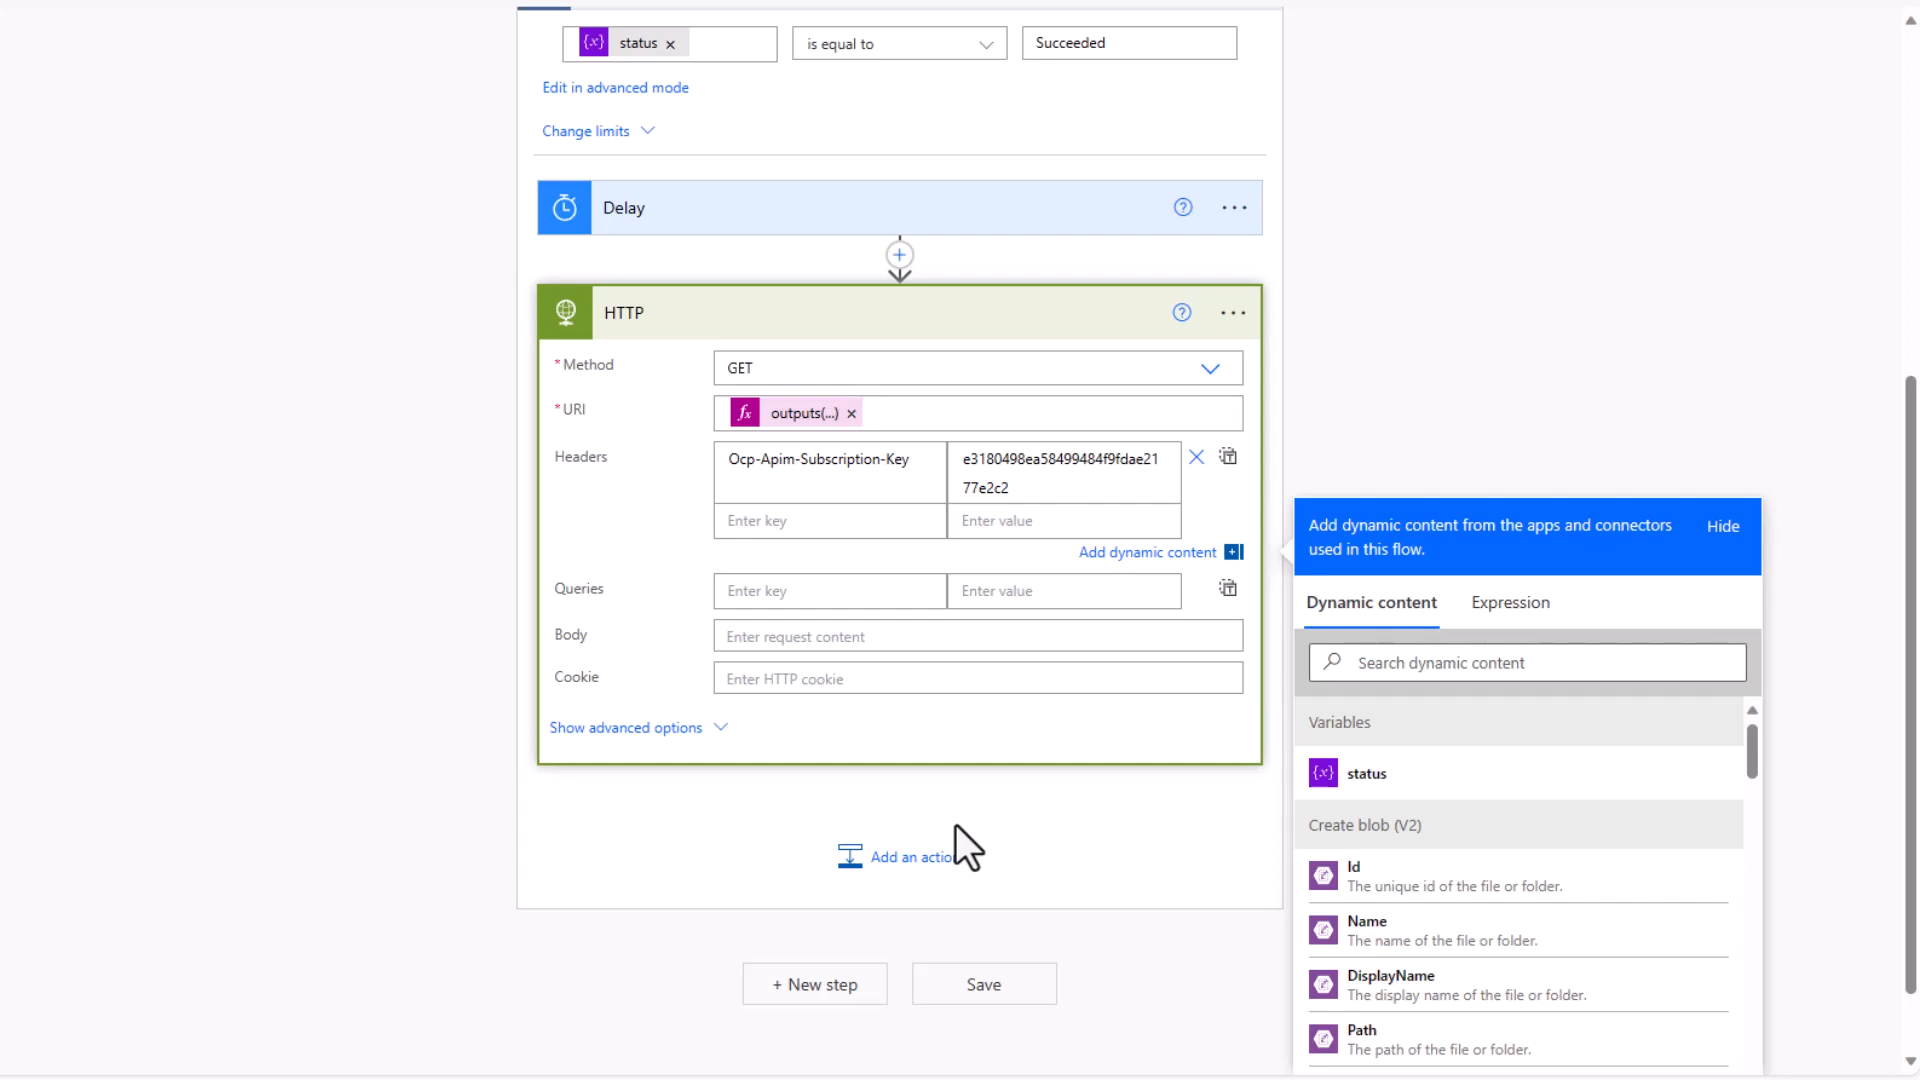 {x} status ×
is equal to
Succeeded
Edit in advanced mode
Change limits
Delay
HTTP
* Method
GET
* URI
fx outputs(...) ×
Headers
Ocp-Apim-Subscription-Key
e3180498ea58499484f9fdae21
77e2c2
Enter key
Enter value
Add dynamic content
Queries
Enter key
Enter value
Body
Enter request content
Cookie
Enter HTTP cookie
Show advanced options
Add an actio
+ New step
Save
Add dynamic content from the apps and connectors
used in this flow.
Hide
Dynamic content
Expression
Search dynamic content
Variables
{x} status
Create blob (V2)
Id
The unique id of the file or folder.
Name
The name of the file or folder.
DisplayName
The display name of the file or folder.
Path
The path of the file or folder.